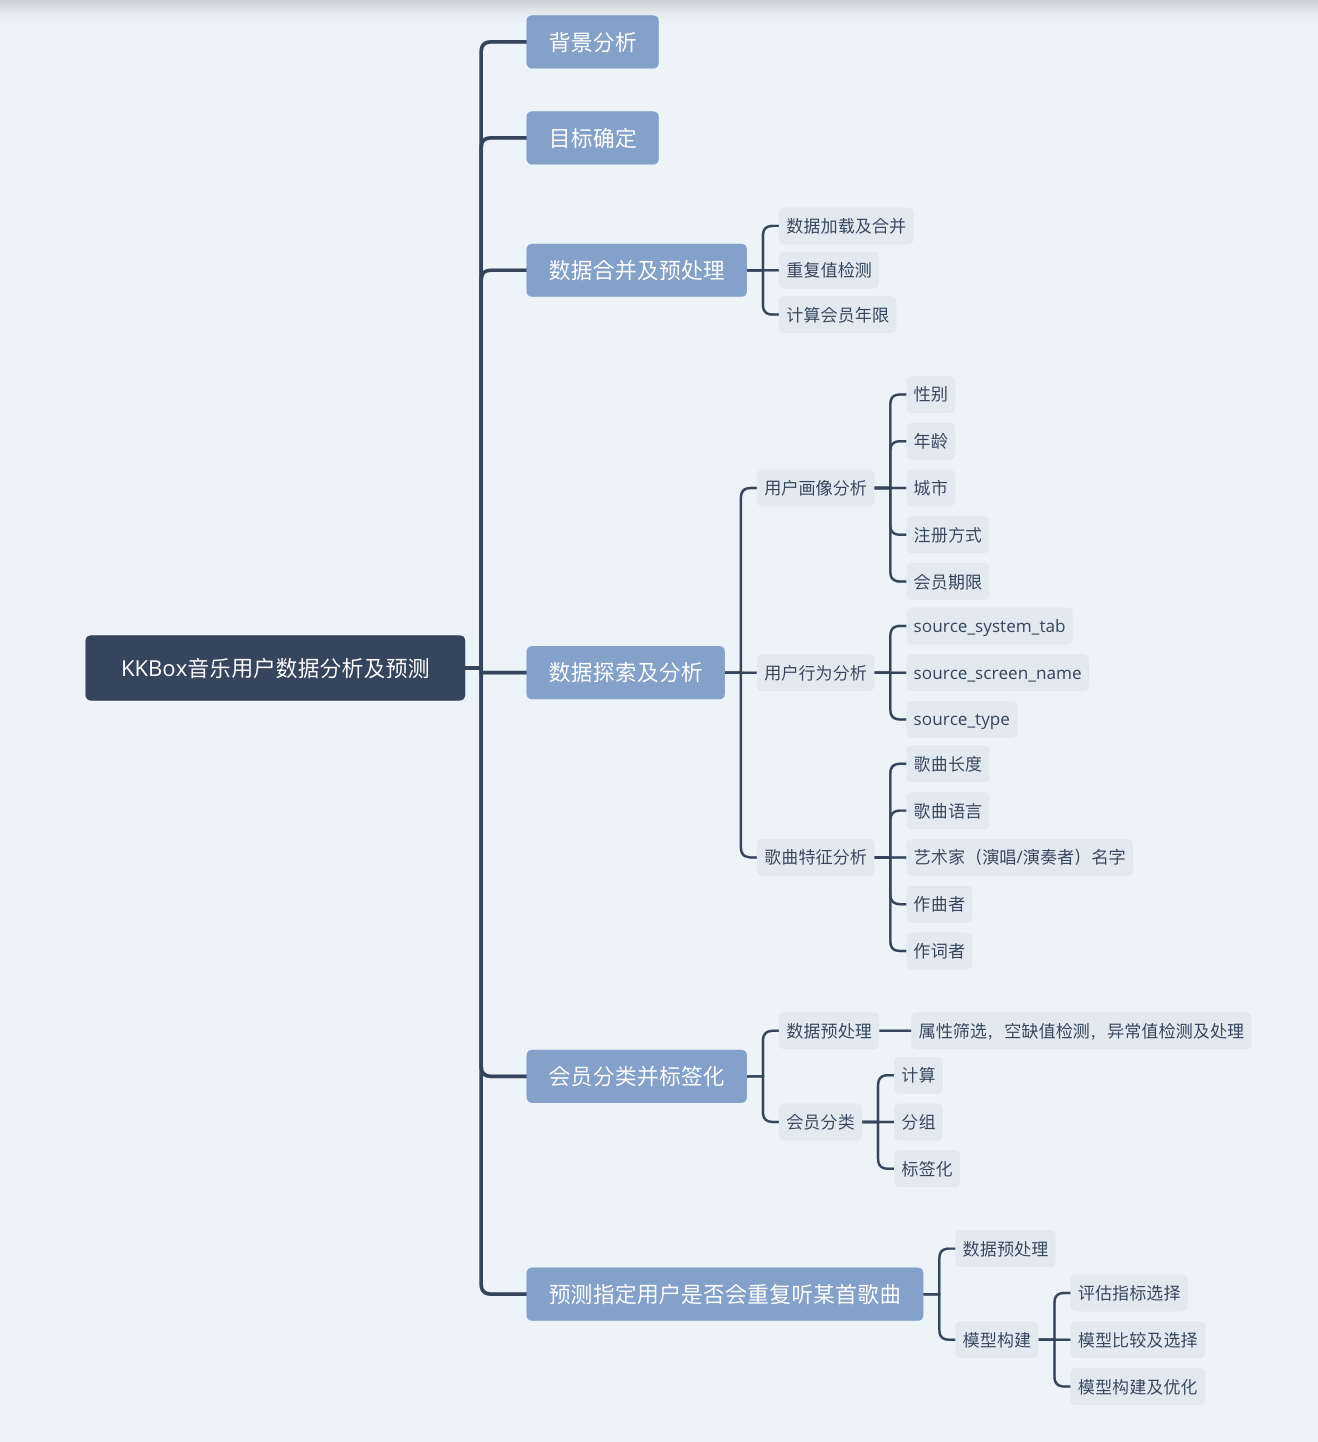 背景分析
目标确定
数据合并及预处理
数据加载及合并
重复值检测
计算会员年限
KKBox音乐用户数据分析及预测
数据探索及分析
用户画像分析
性别
年龄
城市
注册方式
会员期限
用户行为分析
source_system_tab
source_screen_name
source_type
歌曲特征分析
歌曲长度
歌曲语言
艺术家（演唱/演奏者）名字
作曲者
作词者
会员分类并标签化
数据预处理
属性筛选，空缺值检测，异常值检测及处理
会员分类
计算
分组
标签化
预测指定用户是否会重复听某首歌曲
数据预处理
模型构建
评估指标选择
模型比较及选择
模型构建及优化